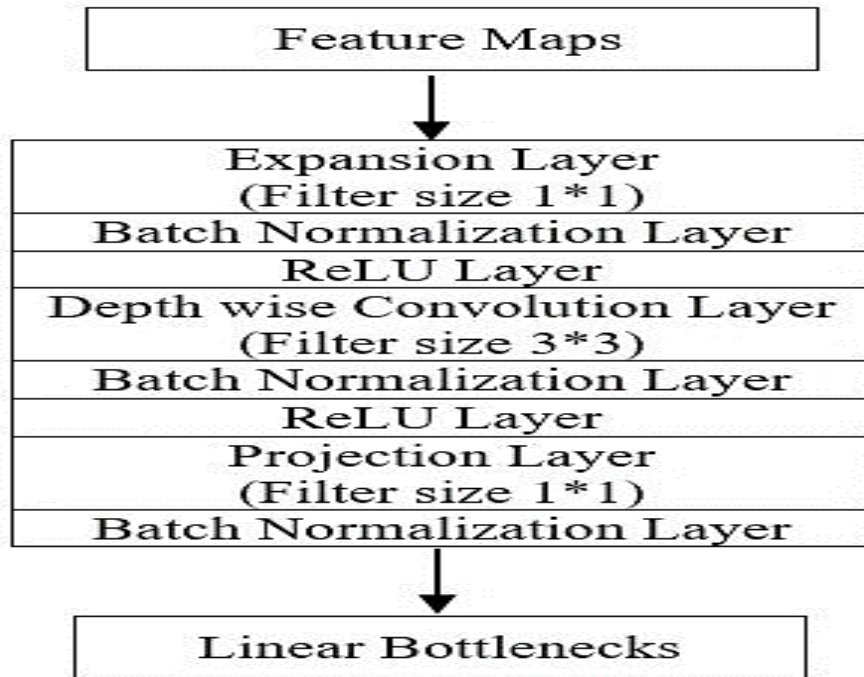 Feature Maps
Expansion Layer
(Filter size 1*1)
Batch Normalization Layer
ReLU Layer
Depth wise Convolution Layer
(Filter size 3*3)
Batch Normalization Layer
ReLU Layer
Projection Layer
(Filter size 1*1)
Batch Normalization Layer
Linear Bottlenecks